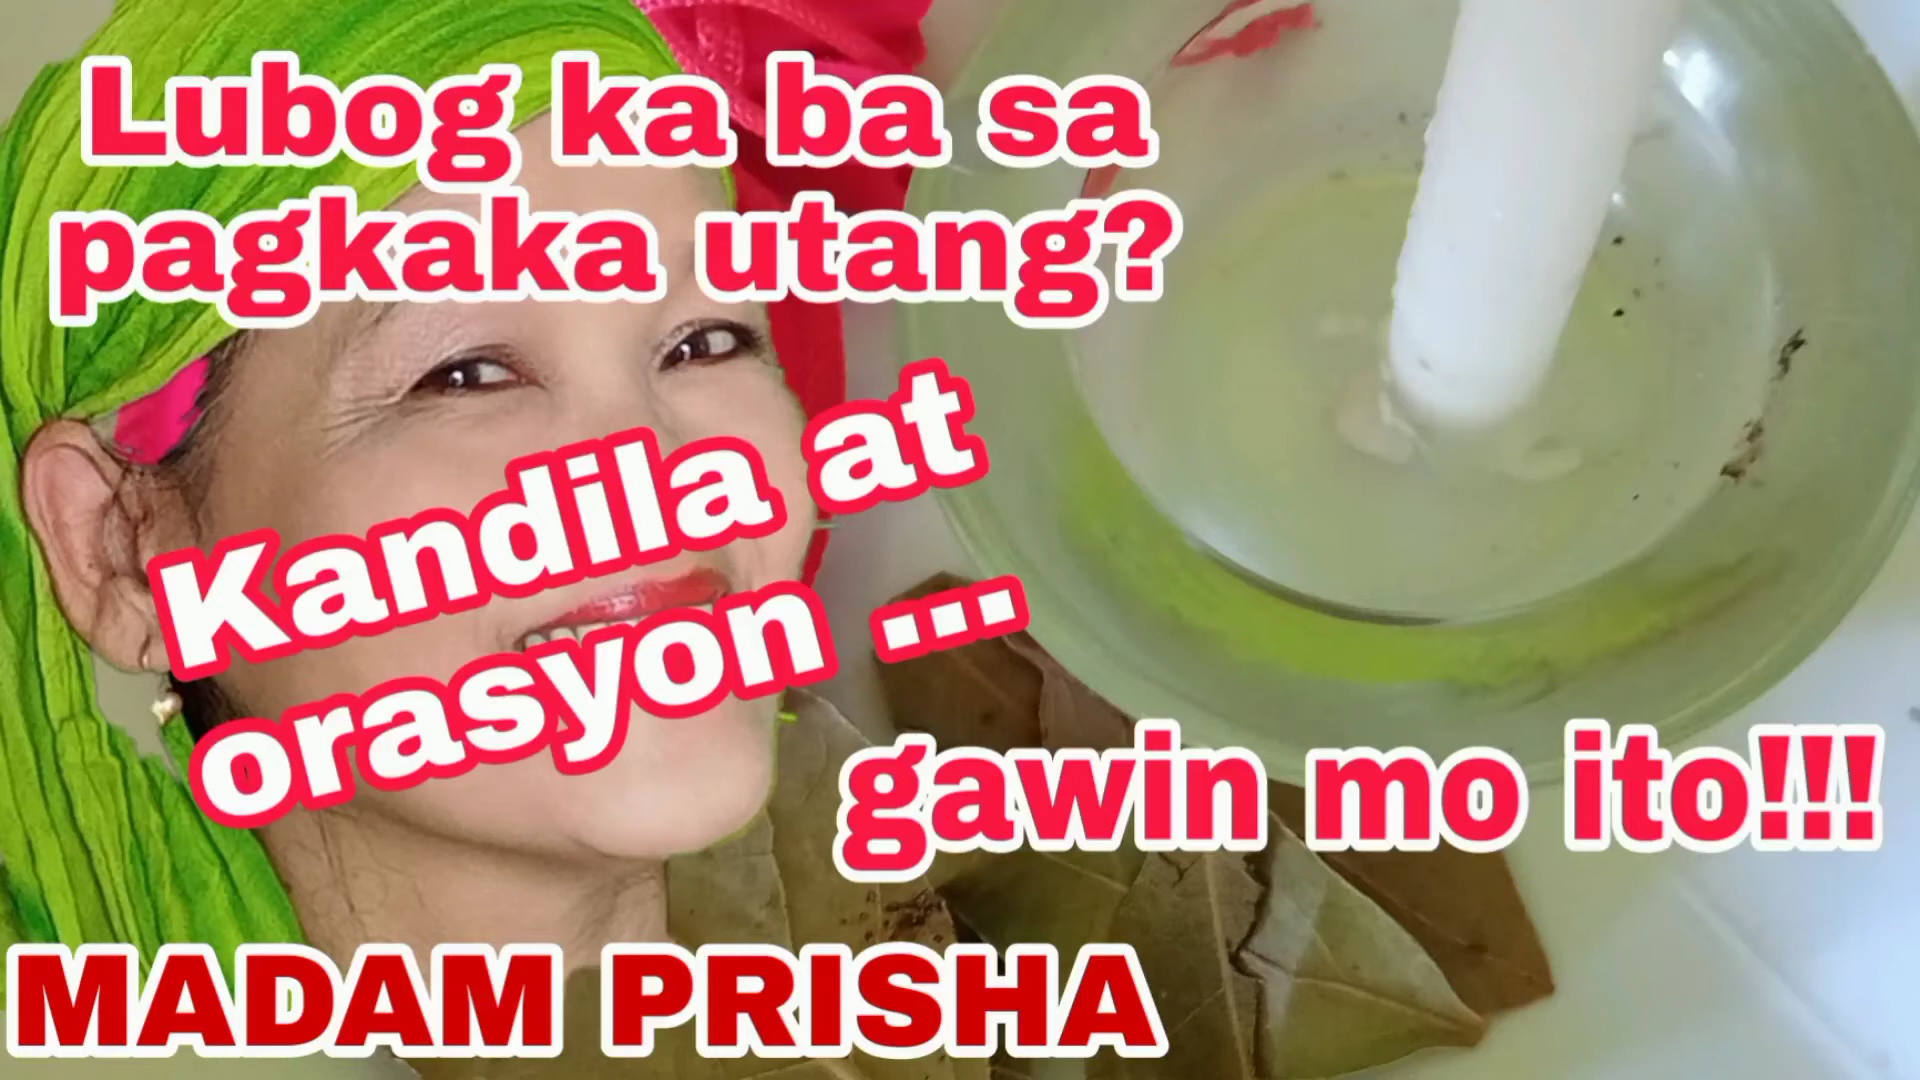 Lubog ka ba sa
pagkaka utang?
Kandila at
orasyon ...
gawin mo ito!!!
MADAM PRISHA